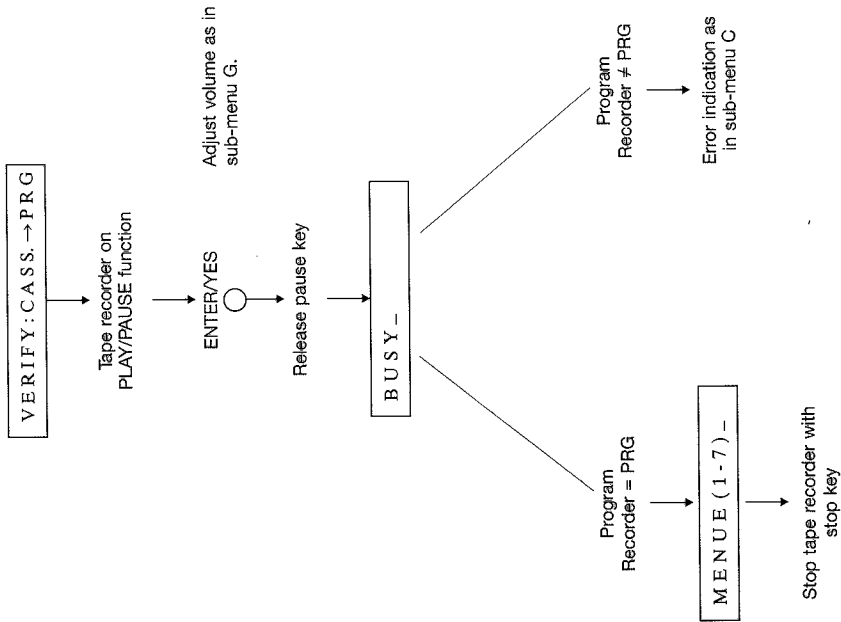 VERIFY:CASS.→PRG
Tape recorder on
PLAY/PAUSE function
ENTER/YES
Adjust volume as in
sub-menu G.
Release pause key
BUSY_
Program
Recorder = PRG
Program
Recorder ≠ PRG
MENUE(1-7)_
Error indication as
in sub-menu C
Stop tape recorder with
stop key